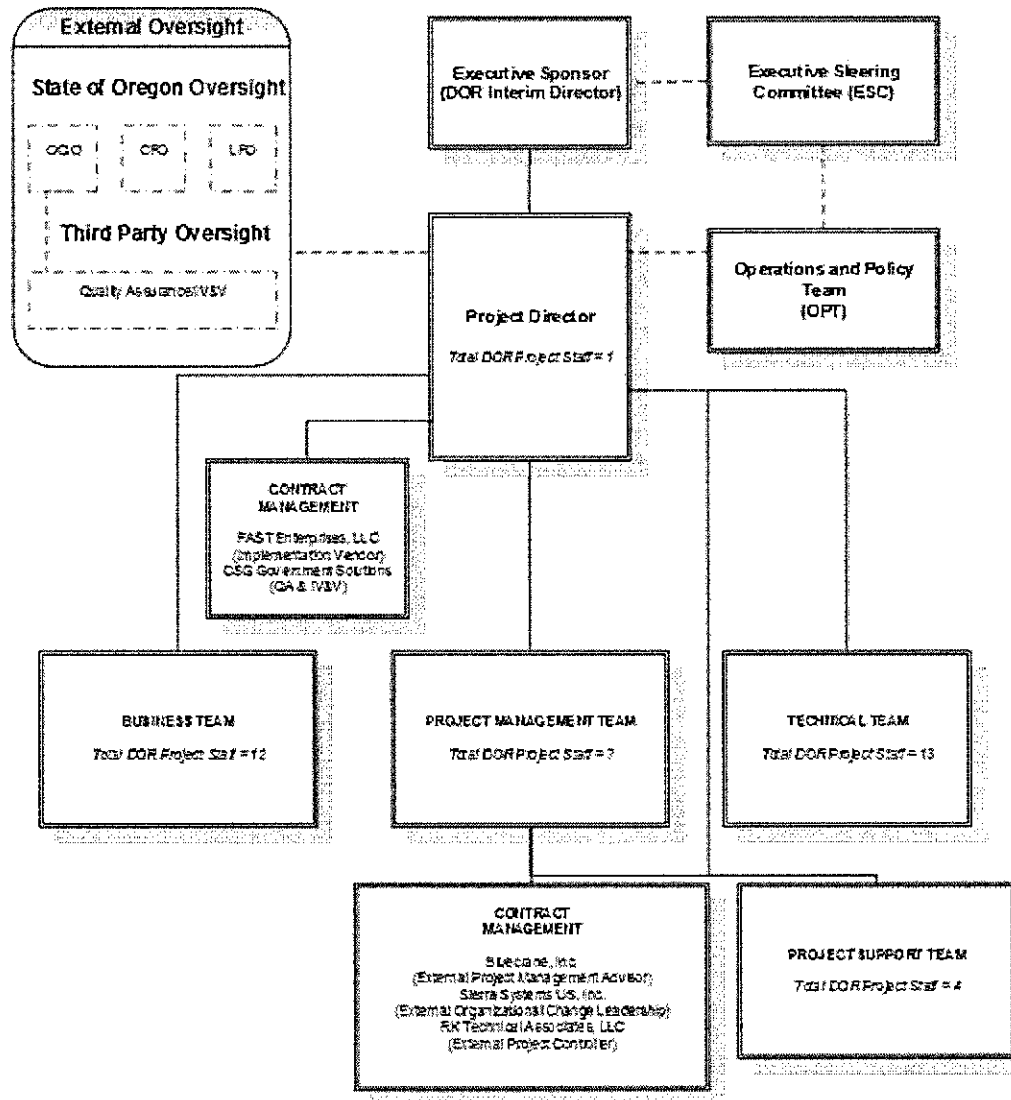 External Oversight
State of Oregon Oversight
CFO
LFO
Third Party Oversight
Quality Assurance/IV&V
Executive Sponsor
(DOR Interim Director)
Executive Steering
Committee (ESC)
Operations and Policy
Team
(OPT)
Project Director
Total DOR Project Staff = 1
CONTRACT
MANAGEMENT
FAST Enterprises, LLC
(Implementation Vendor)
CSG Government Solutions
(QA & IV&V)
BUSINESS TEAM
Total DOR Project Staff = 12
PROJECT MANAGEMENT TEAM
Total DOR Project Staff =
TECHNICAL TEAM
Total DOR Project Staff = 13
CONTRACT
MANAGEMENT
Inc.
(External Project Management Advisor)
Sierra Systems US, Inc.
(External Organizational Change Leadership)
RK Technical Associates, LLC
(External Project Controller)
PROJECT SUPPORT TEAM
Total DOR Project Staff = 4